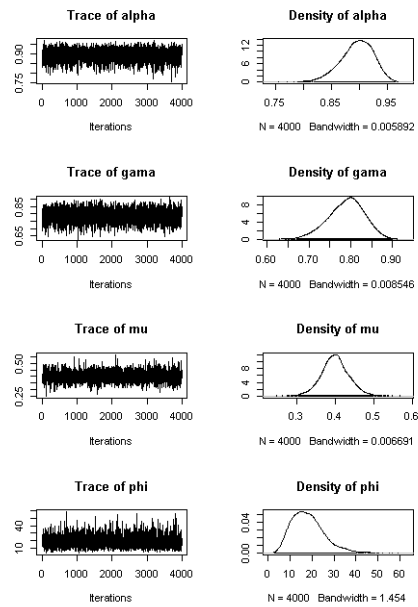 Trace of alpha
Density of alpha
0.75 0.90
0 4 8 12
0 1000 2000 3000 4000
0.75 0.85 0.95
Iterations
N = 4000 Bandwidth = 0.005892
Trace of gama
Density of gama
0.65 0.85
0 4 8
0 1000 2000 3000 4000
0.60 0.70 0.80 0.90
Iterations
N = 4000 Bandwidth = 0.008546
Trace of mu
Density of mu
0.25 0.50
0 4 8
0 1000 2000 3000 4000
0.3 0.4 0.5 0.6
Iterations
N = 4000 Bandwidth = 0.006691
Trace of phi
Density of phi
10 40
0.00 0.04
0 1000 2000 3000 4000
0 10 20 30 40 50 60
Iterations
N = 4000 Bandwidth = 1.454